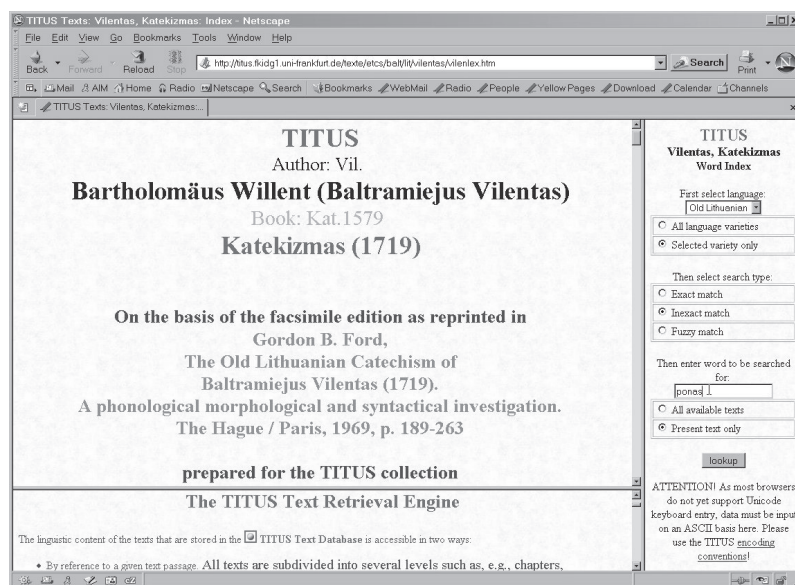 TITUS Texts: Vilentas, Katekizmas: Index - Netscape
File Edit View Go Bookmarks Tools Window Help
Back Forward Reload Stop http://titus.fkidg1.uni-frankfurt.de/texte/etcs/balt/lit/vilentas/vilenlex.htm Search Print
Mail AIM Home Radio Netscape Search Bookmarks WebMail Radio People Yellow Pages Download Calendar Channels
TITUS Texts: Vilentas, Katekizmas:...
TITUS
Author: Vil.
Bartholomäus Willent (Baltramiejus Vilentas)
Book: Kat.1579
Katekizmas (1719)
On the basis of the facsimile edition as reprinted in
Gordon B. Ford,
The Old Lithuanian Catechism of
Baltramiejus Vilentas (1719).
A phonological morphological and syntactical investigation.
The Hague / Paris, 1969, p. 189-263
prepared for the TITUS collection
The TITUS Text Retrieval Engine
The linguistic content of the texts that are stored in the TITUS Text Database is accessible in two ways:
• By reference to a given text passage. All texts are subdivided into several levels such as, e.g., chapters,
TITUS
Vilentas, Katekizmas
Word Index
First select language:
Old Lithuanian
All language varieties
Selected variety only
Then select search type:
Exact match
Inexact match
Fuzzy match
Then enter word to be searched
for:
ponas
All available texts
Present text only
lookup
ATTENTION! As most browsers
do not yet support Unicode
keyboard entry, data must be input
on an ASCII basis here. Please
use the TITUS encoding
conventions!